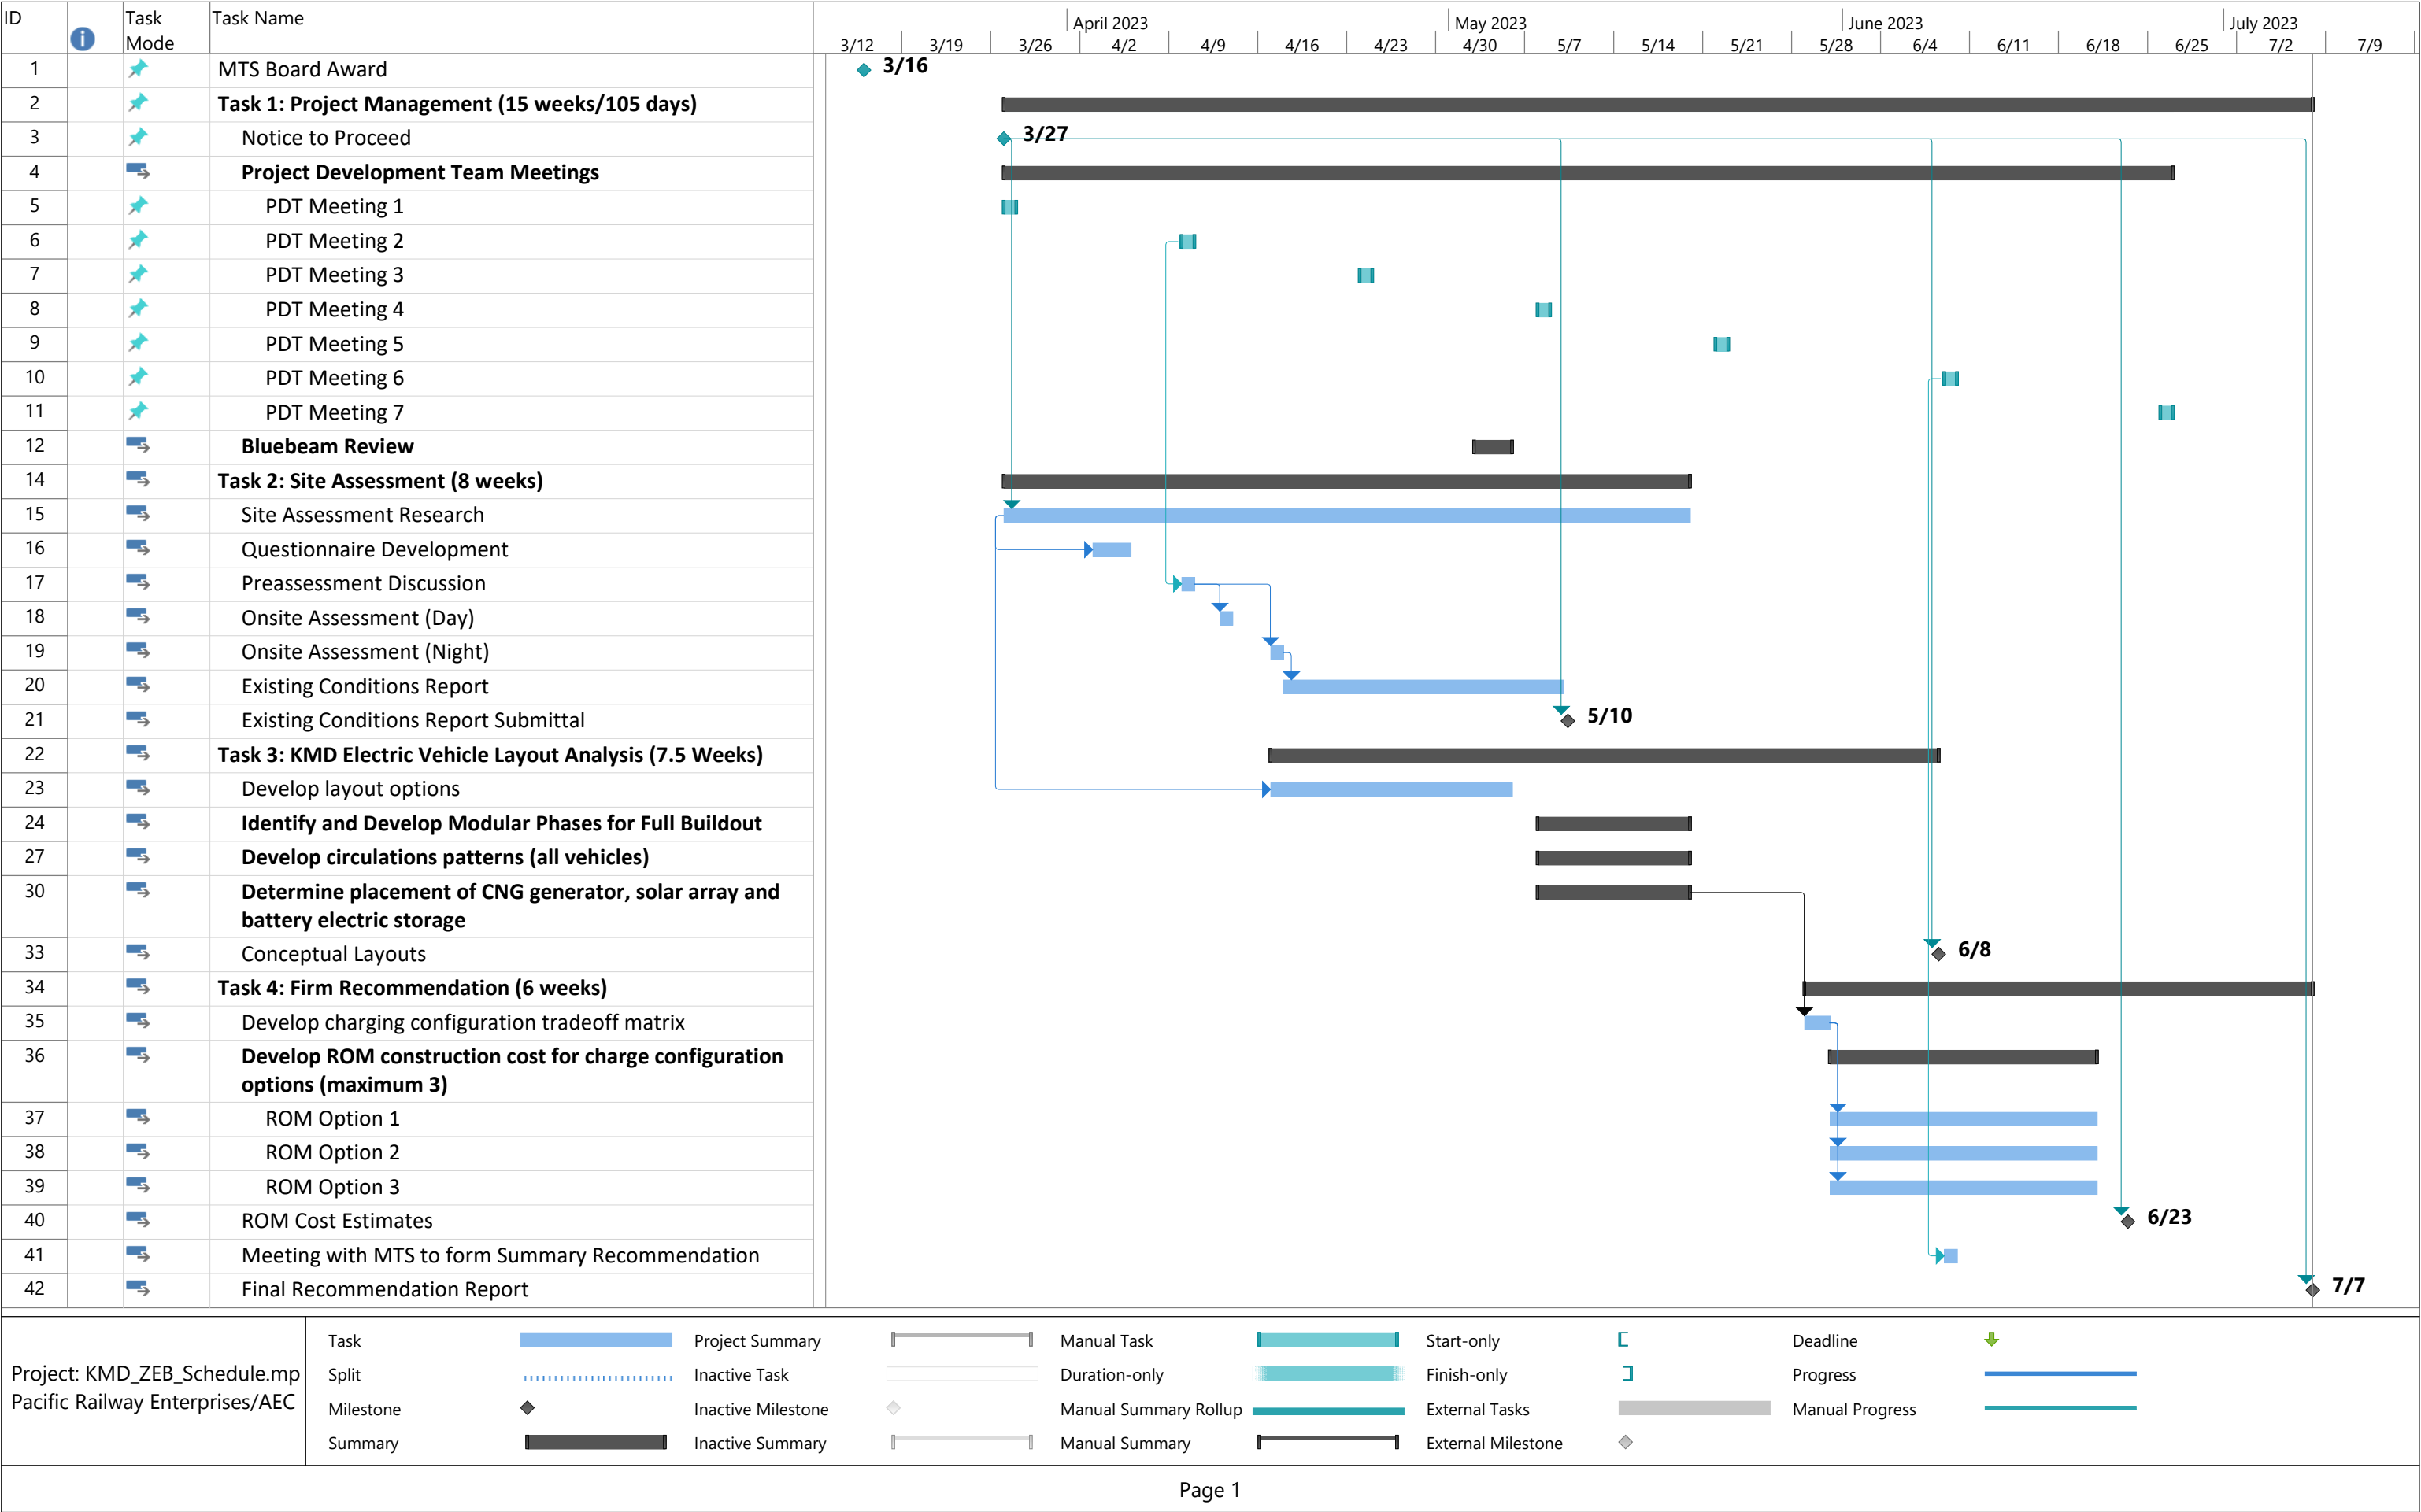 ID Task Mode Task Name
April 2023 May 2023 June 2023 July 2023
3/12 3/19 3/26 4/2 4/9 4/16 4/23 4/30 5/7 5/14 5/21 5/28 6/4 6/11 6/18 6/25 7/2 7/9
1 MTS Board Award 3/16
2 Task 1: Project Management (15 weeks/105 days)
3 Notice to Proceed 3/27
4 Project Development Team Meetings
5 PDT Meeting 1
6 PDT Meeting 2
7 PDT Meeting 3
8 PDT Meeting 4
9 PDT Meeting 5
10 PDT Meeting 6
11 PDT Meeting 7
12 Bluebeam Review
14 Task 2: Site Assessment (8 weeks)
15 Site Assessment Research
16 Questionnaire Development
17 Preassessment Discussion
18 Onsite Assessment (Day)
19 Onsite Assessment (Night)
20 Existing Conditions Report
21 Existing Conditions Report Submittal 5/10
22 Task 3: KMD Electric Vehicle Layout Analysis (7.5 Weeks)
23 Develop layout options
24 Identify and Develop Modular Phases for Full Buildout
27 Develop circulations patterns (all vehicles)
30 Determine placement of CNG generator, solar array and
battery electric storage
33 Conceptual Layouts 6/8
34 Task 4: Firm Recommendation (6 weeks)
35 Develop charging configuration tradeoff matrix
36 Develop ROM construction cost for charge configuration
options (maximum 3)
37 ROM Option 1
38 ROM Option 2
39 ROM Option 3
40 ROM Cost Estimates 6/23
41 Meeting with MTS to form Summary Recommendation
42 Final Recommendation Report 7/7
Project: KMD_ZEB_Schedule.mp
Pacific Railway Enterprises/AEC
Task Project Summary Manual Task Start-only Deadline
Split Inactive Task Duration-only Finish-only Progress
Milestone Inactive Milestone Manual Summary Rollup External Tasks Manual Progress
Summary Inactive Summary Manual Summary External Milestone
Page 1